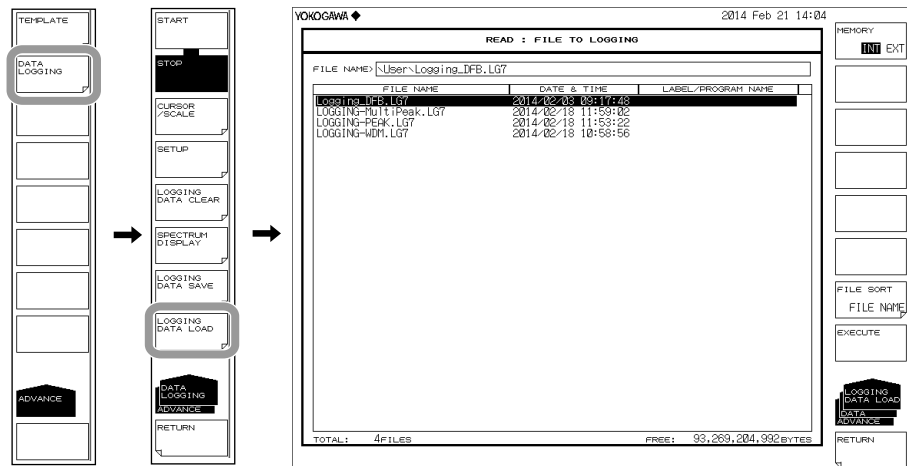 TEMPLATE
DATA
LOGGING
ADVANCE
START
STOP
CURSOR
/SCALE
SETUP
LOGGING
DATA CLEAR
SPECTRUM
DISPLAY
LOGGING
DATA SAVE
LOGGING
DATA LOAD
DATA
LOGGING
ADVANCE
RETURN
YOKOGAWA 2014 Feb 21 14:04
READ : FILE TO LOGGING
FILE NAME> \User\Logging_DFB.LG7
FILE NAME DATE & TIME LABEL/PROGRAM NAME
Logging_DFB.LG7 2014/02/03 09:17:48
LOGGING-MultiPeak.LG7 2014/02/18 11:59:02
LOGGING-PEAK.LG7 2014/02/18 11:53:22
LOGGING-WDM.LG7 2014/02/18 10:58:56
TOTAL: 4FILES FREE: 93,269,204,992BYTES
MEMORY
INT EXT
FILE SORT
FILE NAME
EXECUTE
LOGGING
DATA LOAD
DATA
ADVANCE
RETURN